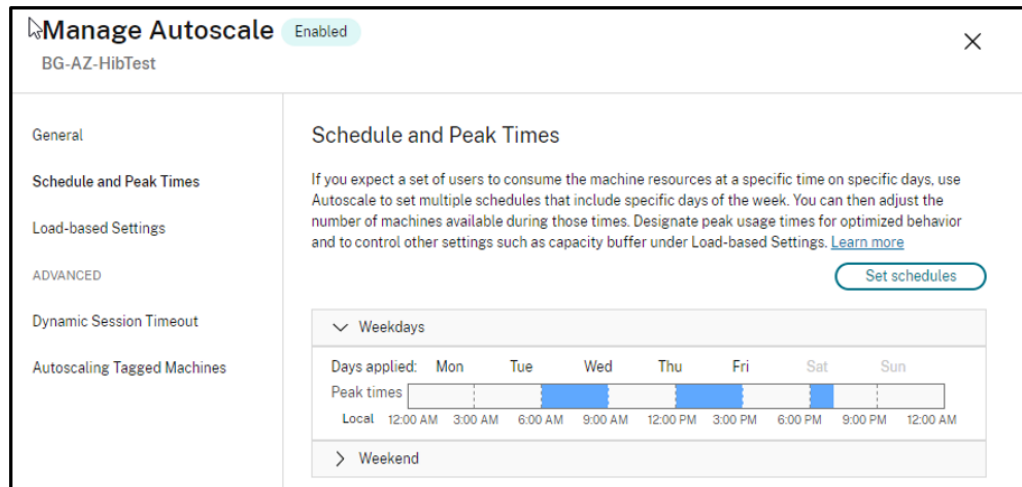 Manage Autoscale Enabled
BG-AZ-HibTest
General
Schedule and Peak Times
Load-based Settings
ADVANCED
Dynamic Session Timeout
Autoscaling Tagged Machines
Schedule and Peak Times
If you expect a set of users to consume the machine resources at a specific time on specific days, use
Autoscale to set multiple schedules that include specific days of the week. You can then adjust the
number of machines available during those times. Designate peak usage times for optimized behavior
and to control other settings such as capacity buffer under Load-based Settings. Learn more
Set schedules
Weekdays
Days applied: Mon Tue Wed Thu Fri Sat Sun
Peak times
Local 12:00 AM 3:00 AM 6:00 AM 9:00 AM 12:00 PM 3:00 PM 6:00 PM 9:00 PM 12:00 AM
Weekend